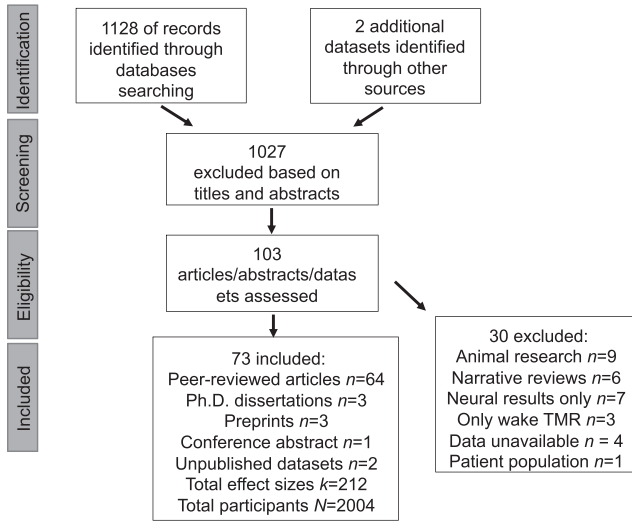 Identification
1128 of records
identified through
databases
searching
2 additional
datasets identified
through other
sources
Screening
1027
excluded based on
titles and abstracts
Eligibility
103
articles/abstracts/datas
ets assessed
Included
73 included:
Peer-reviewed articles n=64
Ph.D. dissertations n=3
Preprints n=3
Conference abstract n=1
Unpublished datasets n=2
Total effect sizes k=212
Total participants N=2004
30 excluded:
Animal research n=9
Narrative reviews n=6
Neural results only n=7
Only wake TMR n=3
Data unavailable n = 4
Patient population n=1